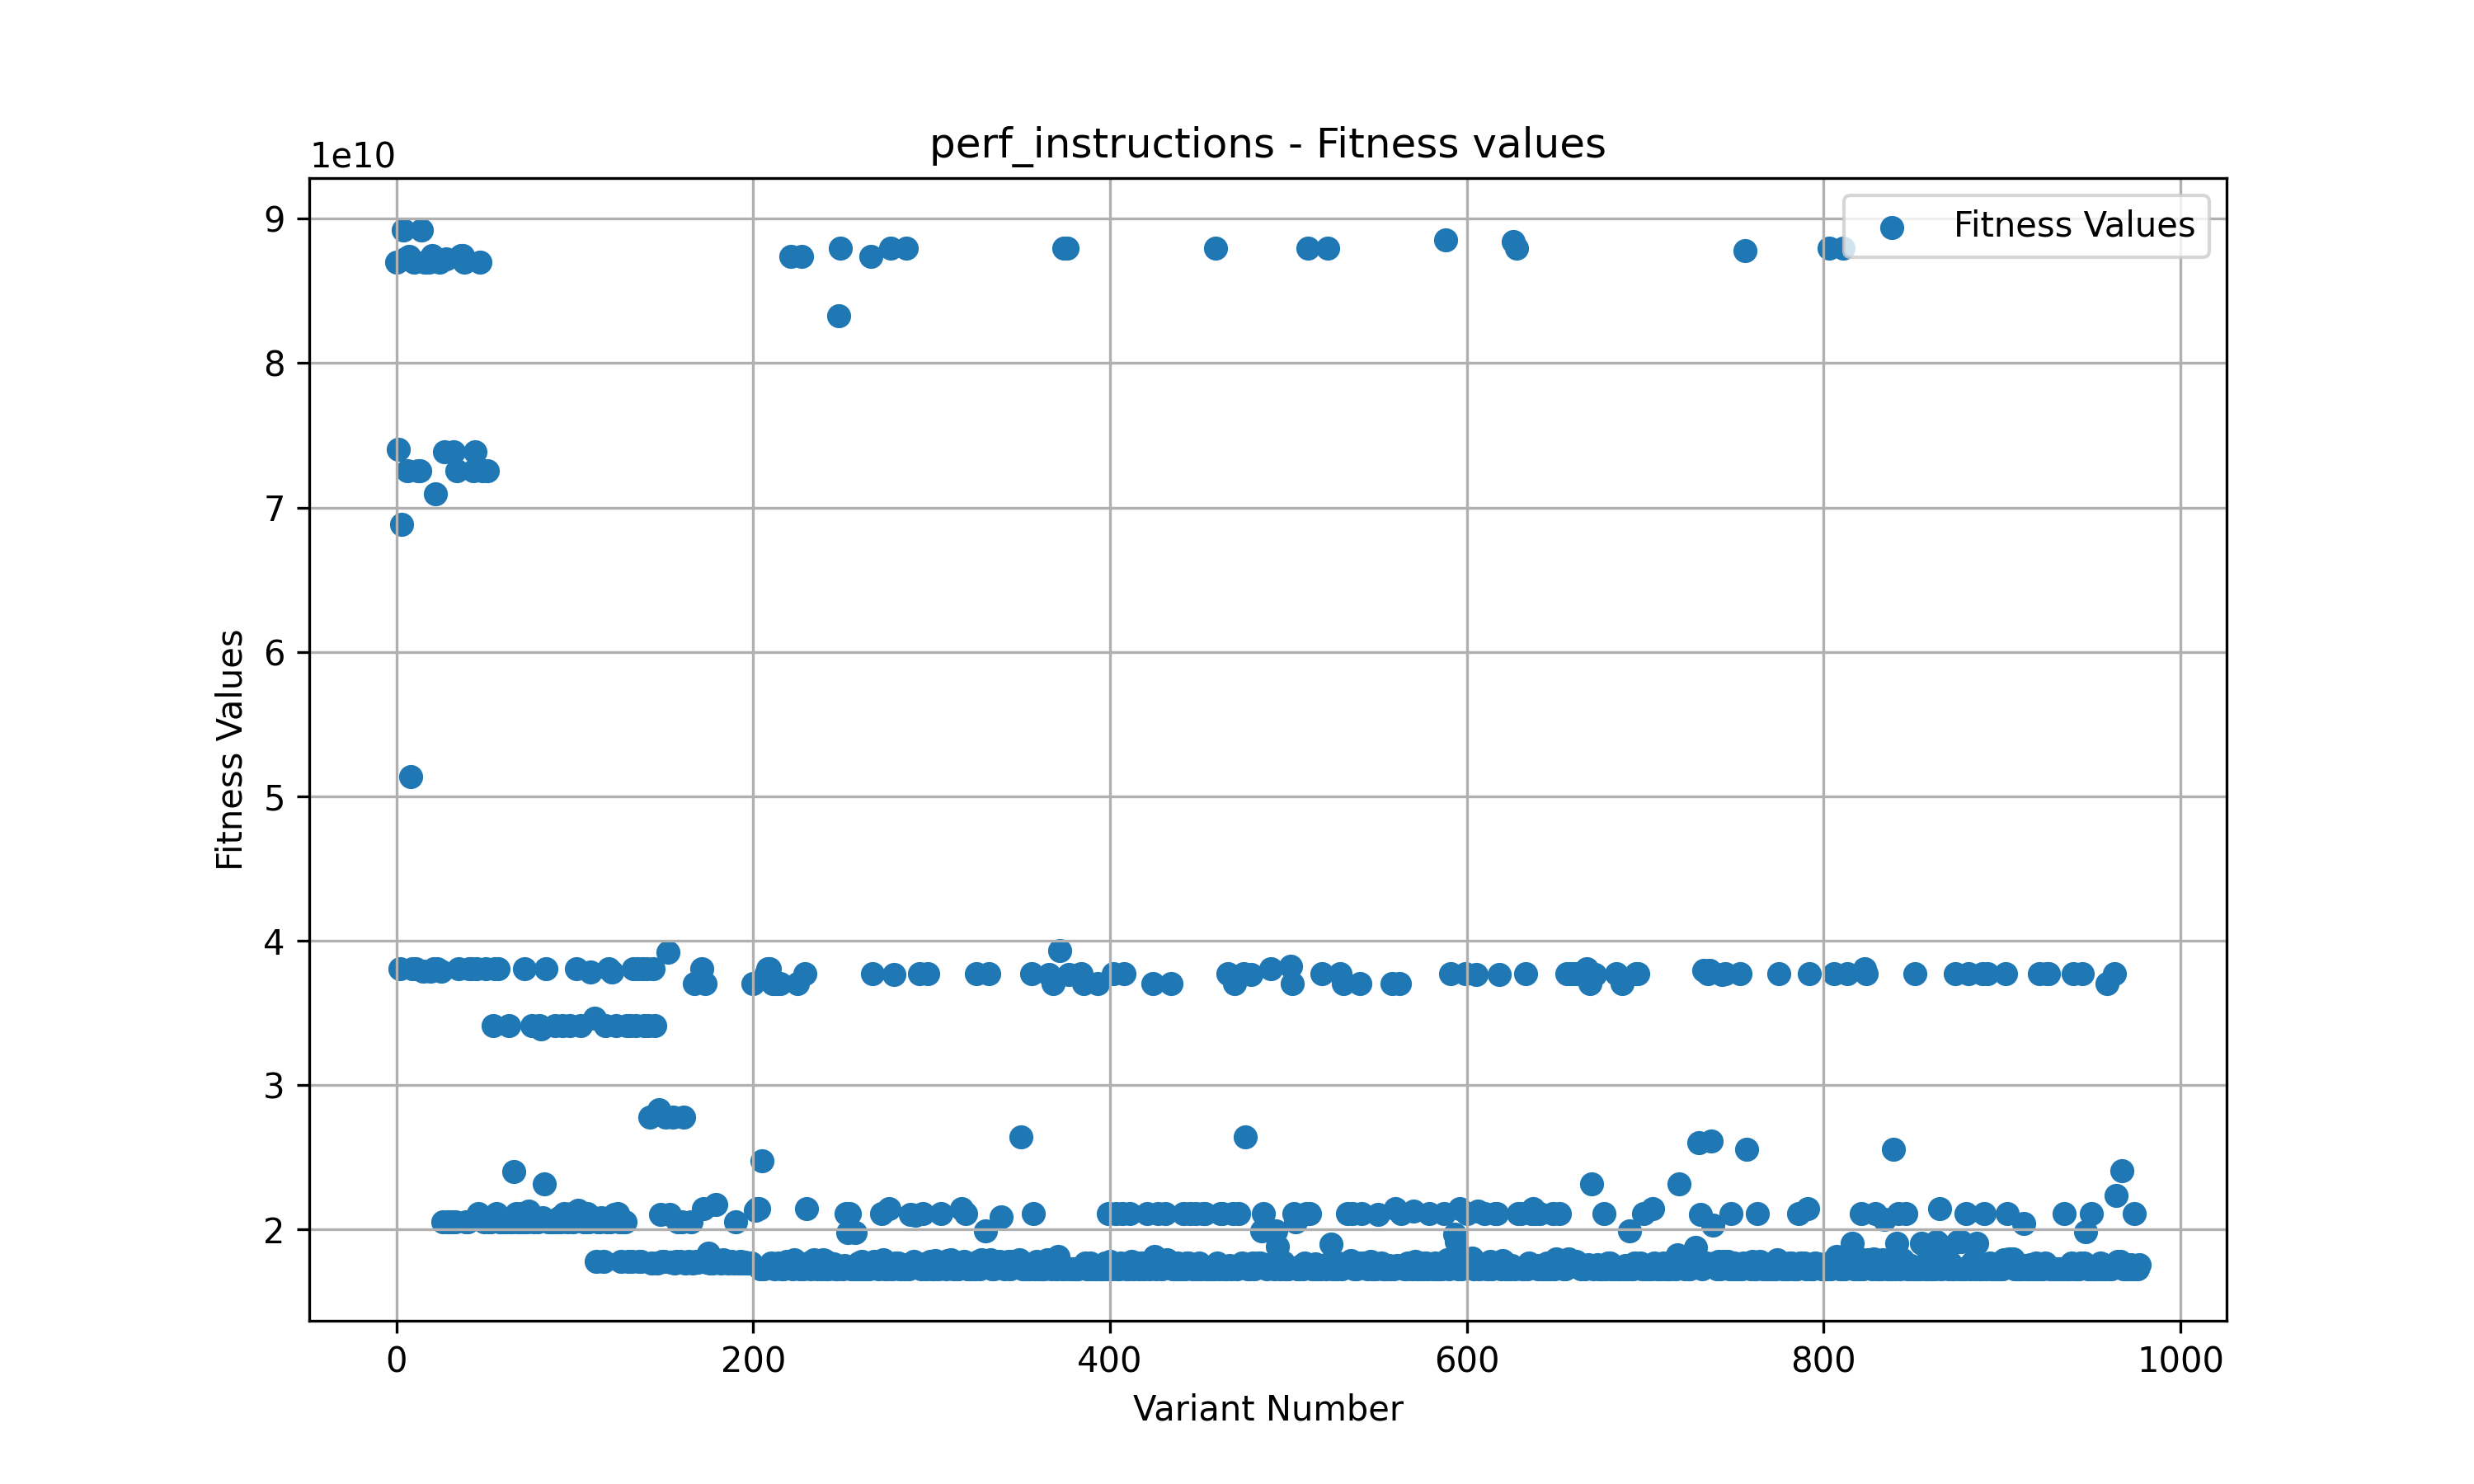 perf_instructions - Fitness values
1e10
Fitness Values
9
8
7
6
5
4
3
2
Fitness Values
0 200 400 600 800 1000
Variant Number